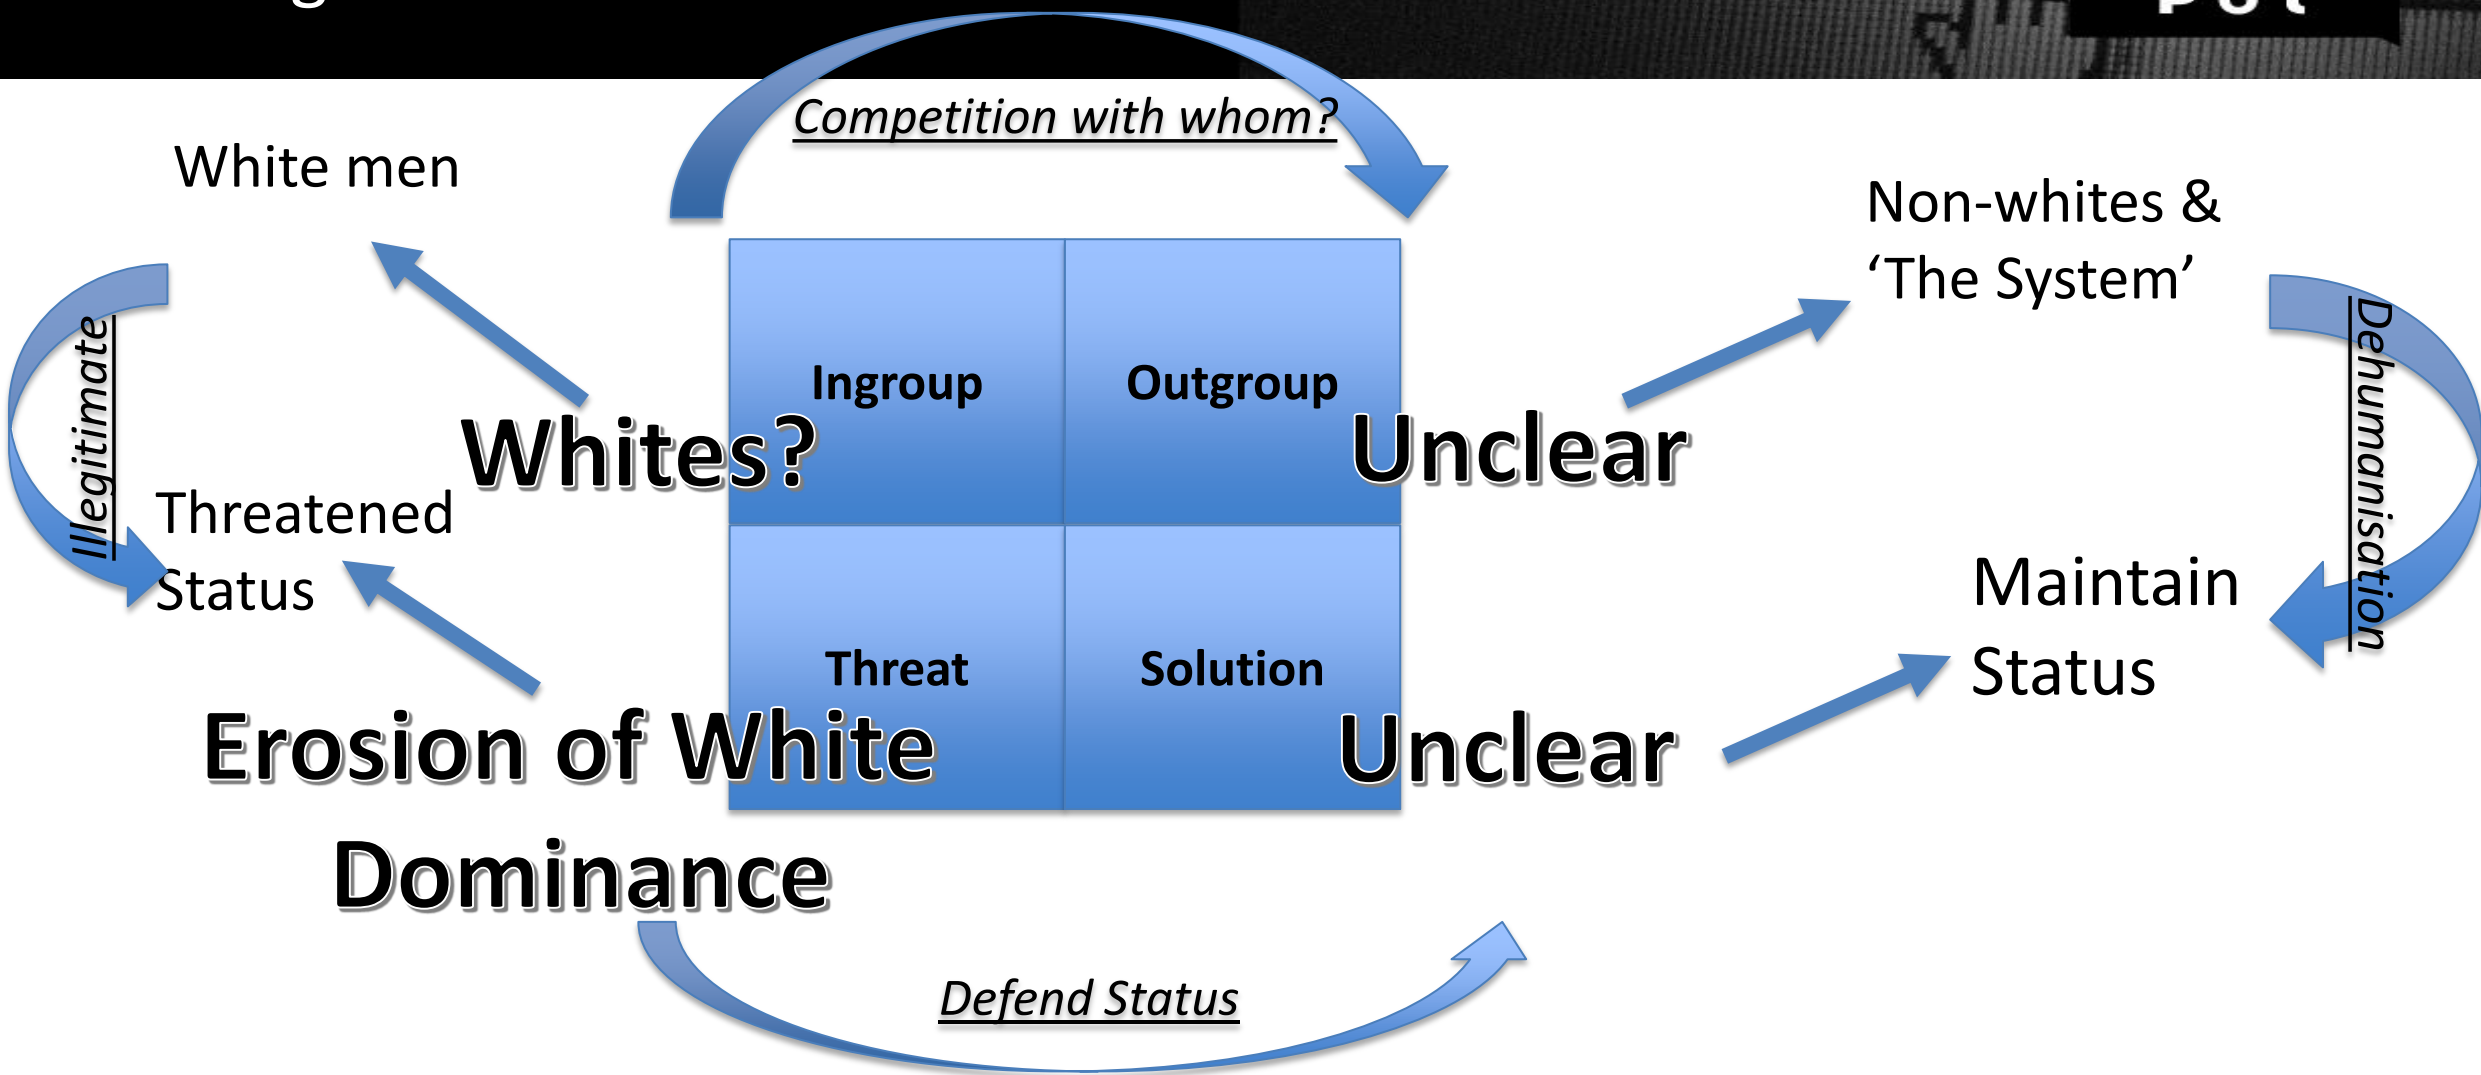 Competition with whom?
White men
Non-whites &
‘The System’
Illegitimate
Dehumanisation
Ingroup
Outgroup
Whites?
Unclear
Threatened
Status
Maintain
Status
Threat
Solution
Erosion of White
Dominance
Unclear
Defend Status